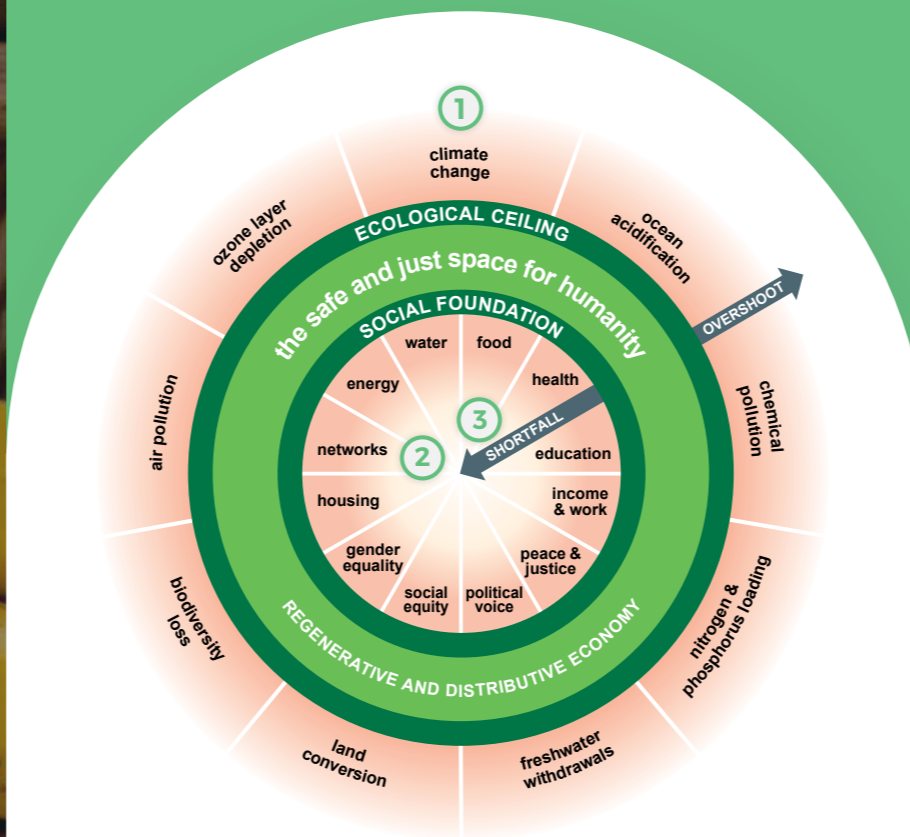 1
climate
change
ozone layer
depletion
ocean
acidification
ECOLOGICAL CEILING
the safe and just space for humanity
SOCIAL FOUNDATION
OVERSHOOT
water
food
energy
health
air pollution
chemical
pollution
3
SHORTFALL
networks
2
education
housing
income
& work
gender
equality
peace &
justice
social
equity
political
voice
biodiversity
loss
nitrogen &
phosphorus loading
REGENERATIVE AND DISTRIBUTIVE ECONOMY
land
conversion
freshwater
withdrawals